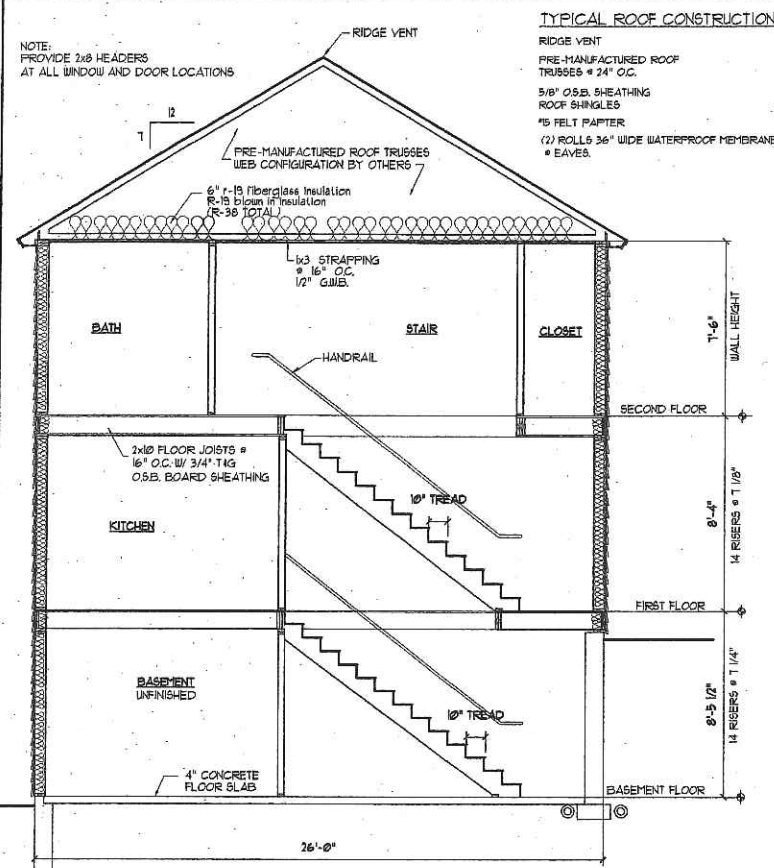 TYPICAL ROOF CONSTRUCTION
RIDGE VENT
PRE-MANUFACTURED ROOF
TRUSSES @ 24" O.C.
5/8" O.S.B. SHEATHING
ROOF SHINGLES
#15 FELT PAPTER
(2) ROLLS 36" WIDE WATERPROOF MEMBRANE
@ EAVES.
NOTE:
PROVIDE 2x8 HEADERS
AT ALL WINDOW AND DOOR LOCATIONS
RIDGE VENT
12
7
PRE-MANUFACTURED ROOF TRUSSES
WEB CONFIGURATION BY OTHERS
6" r-19 fiberglass insulation
R-19 blown in insulation
(R-38 TOTAL)
1x3 STRAPPING
@ 16" O.C.
1/2" G.W.B.
BATH
STAIR
CLOSET
HANDRAIL
7'-6"
WALL HEIGHT
SECOND FLOOR
2x10 FLOOR JOISTS @
16" O.C. W/ 3/4" T&G
O.S.B. BOARD SHEATHING
10" TREAD
KITCHEN
8'-4"
14 RISERS @ 7 1/8"
FIRST FLOOR
BASEMENT
UNFINISHED
10" TREAD
8'-5 1/2"
14 RISERS @ 7 1/4"
4" CONCRETE
FLOOR SLAB
BASEMENT FLOOR
26'-0"